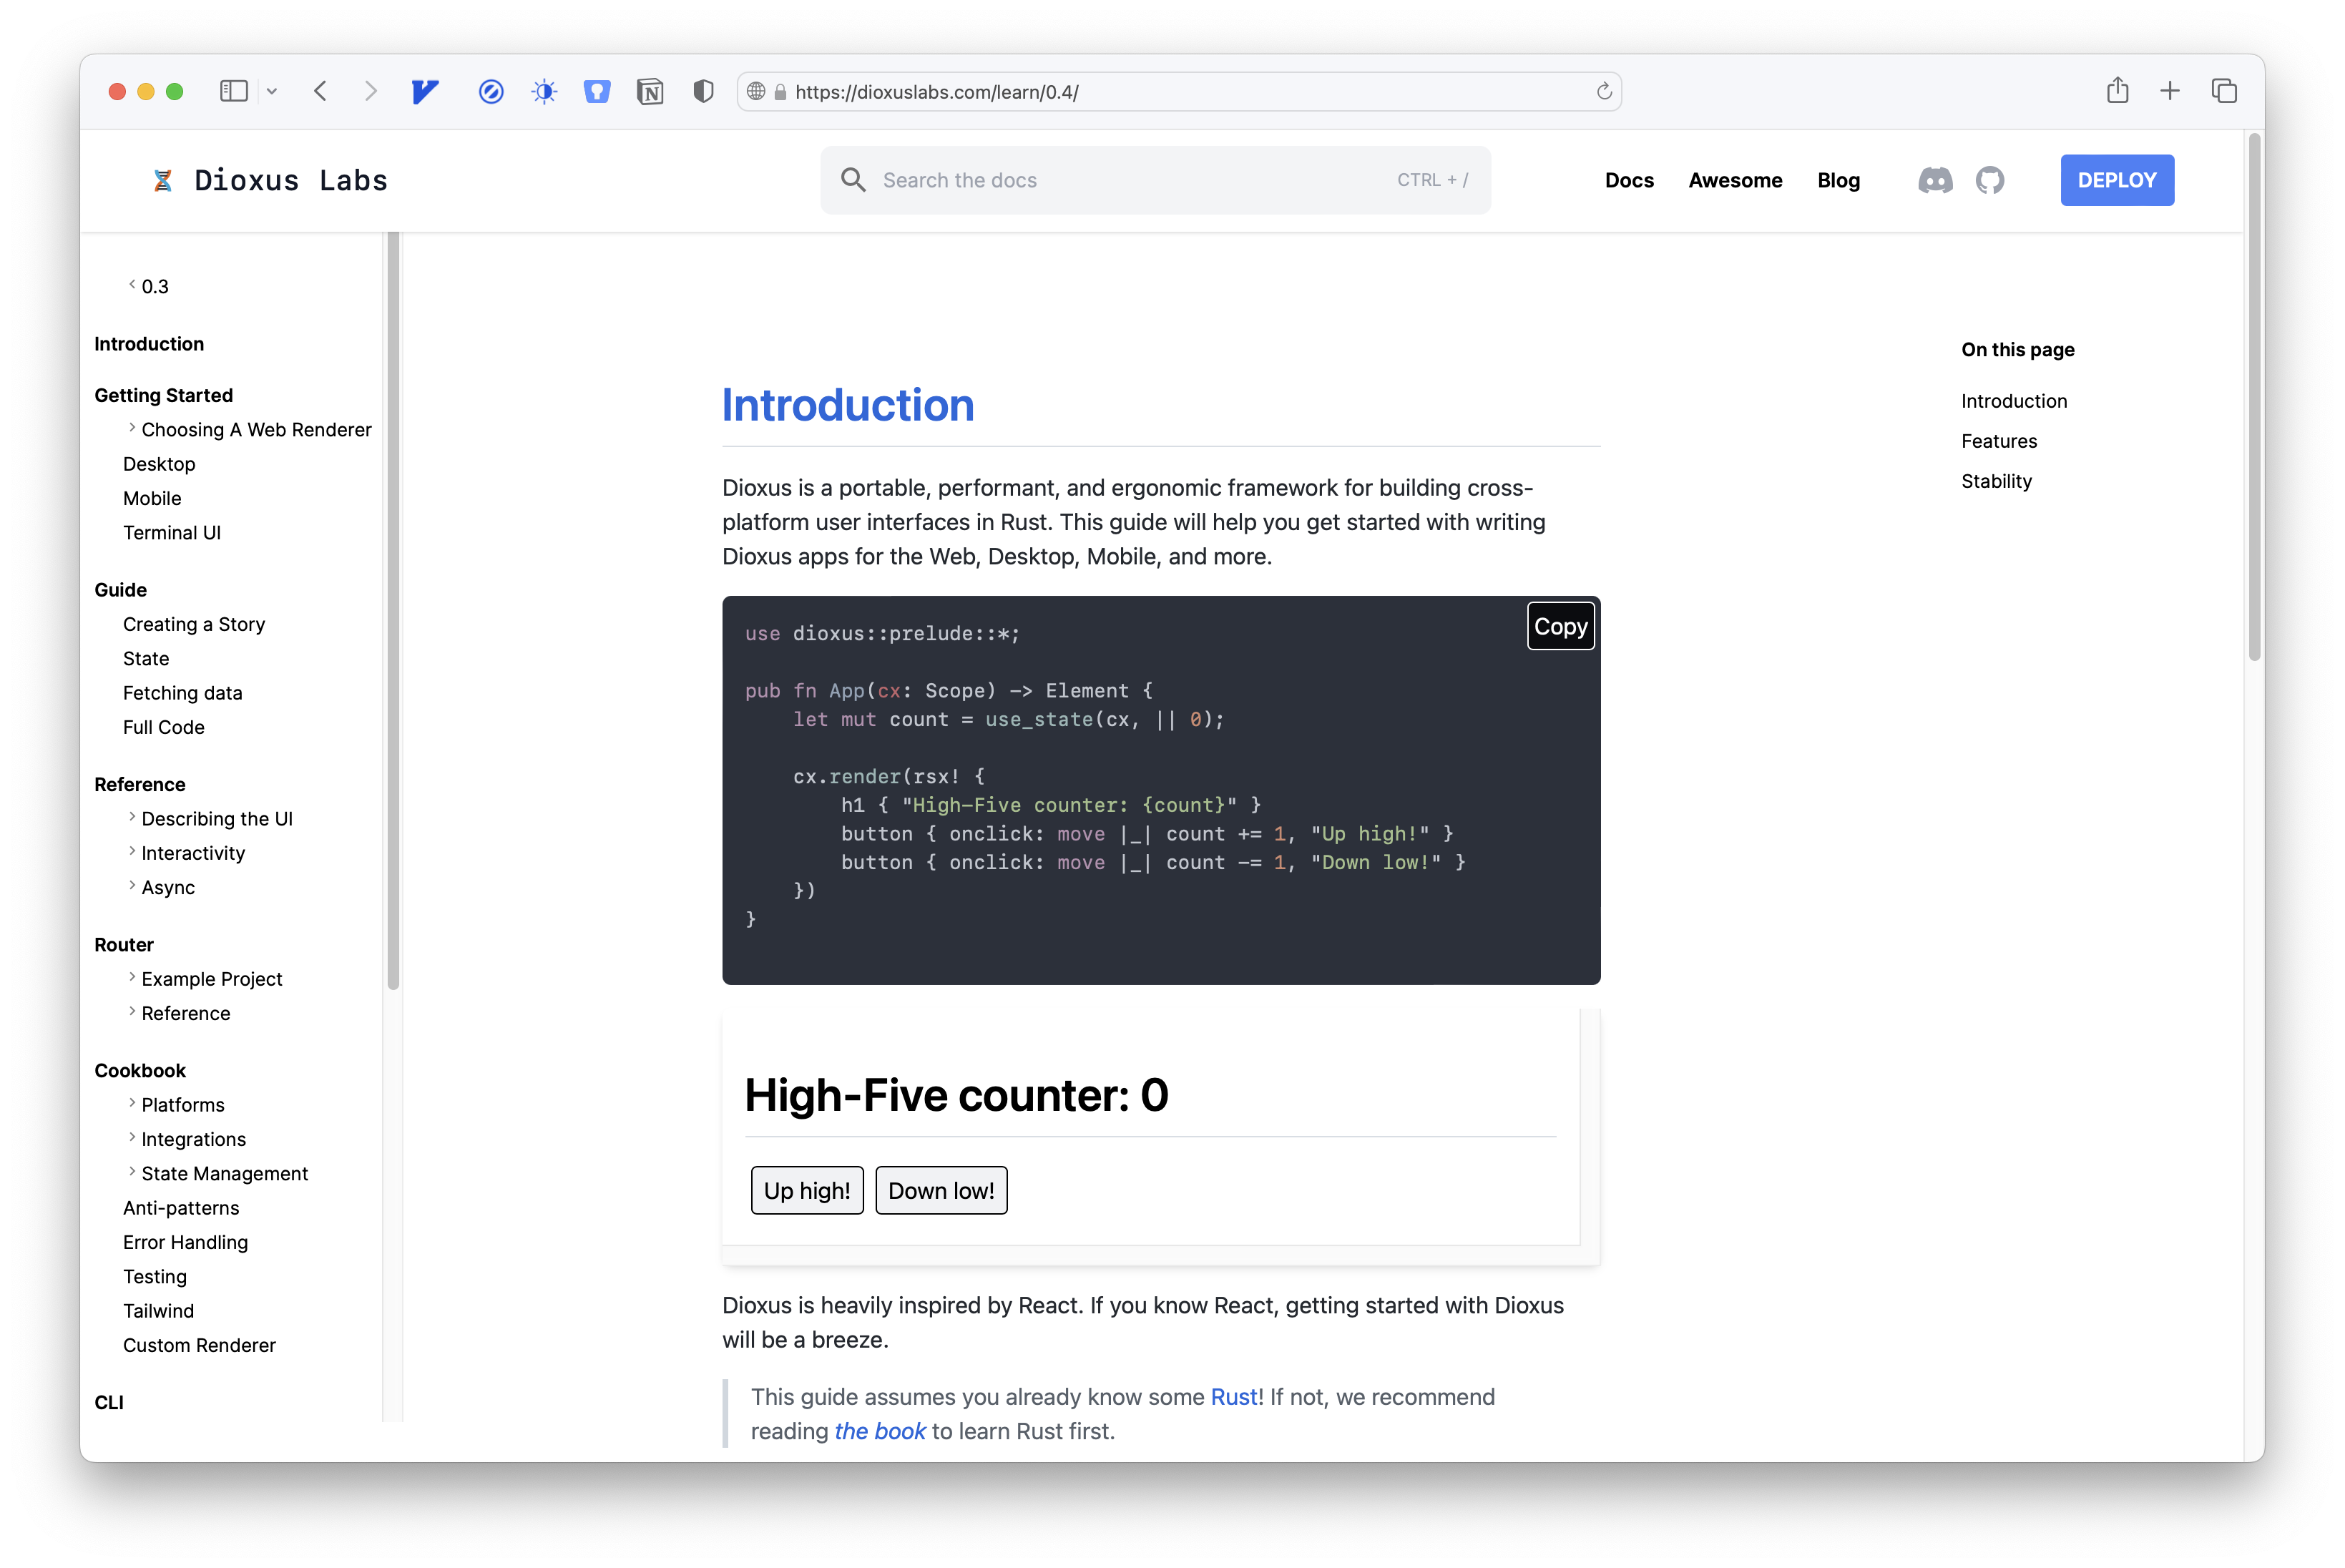 https://dioxuslabs.com/learn/0.4/
Dioxus Labs
Search the docs
CTRL + /
Docs
Awesome
Blog
DEPLOY
0.3
Introduction
Getting Started
Choosing A Web Renderer
Desktop
Mobile
Terminal UI
Guide
Creating a Story
State
Fetching data
Full Code
Reference
Describing the UI
Interactivity
Async
Router
Example Project
Reference
Cookbook
Platforms
Integrations
State Management
Anti-patterns
Error Handling
Testing
Tailwind
Custom Renderer
CLI
Introduction
Dioxus is a portable, performant, and ergonomic framework for building cross-
platform user interfaces in Rust. This guide will help you get started with writing
Dioxus apps for the Web, Desktop, Mobile, and more.
Copy
use dioxus::prelude::*;
pub fn App(cx: Scope) -> Element {
    let mut count = use_state(cx, || 0);
    cx.render(rsx! {
        h1 { "High-Five counter: {count}" }
        button { onclick: move |_| count += 1, "Up high!" }
        button { onclick: move |_| count -= 1, "Down low!" }
    })
}
High-Five counter: 0
Up high!
Down low!
Dioxus is heavily inspired by React. If you know React, getting started with Dioxus
will be a breeze.
This guide assumes you already know some Rust! If not, we recommend
reading the book to learn Rust first.
On this page
Introduction
Features
Stability